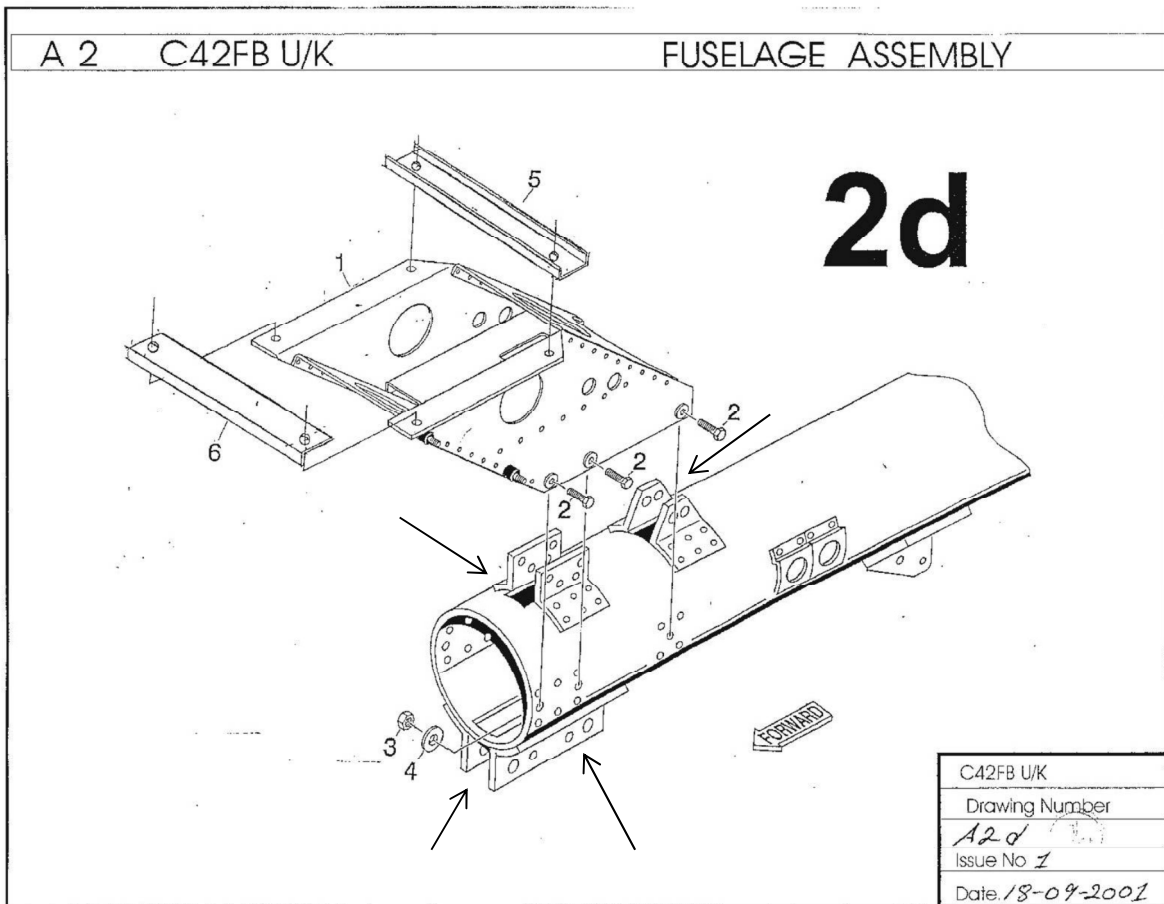 A 2 C42FB U/K FUSELAGE ASSEMBLY
2d
5
1
6
2
2
2
3
4
FORWARD
C42FB U/K
Drawing Number
A2d
Issue No 1
Date. 18-09-2001